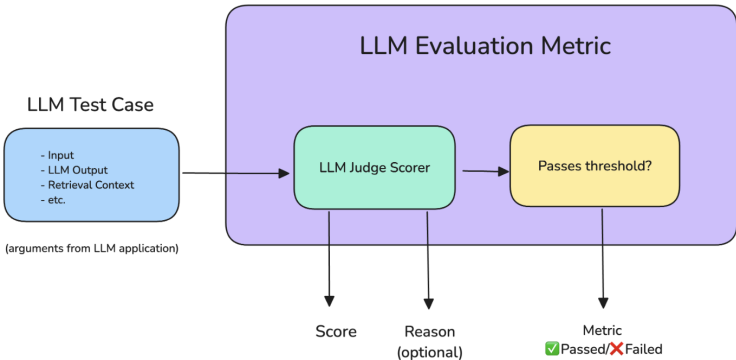 LLM Evaluation Metric
LLM Test Case
- Input
- LLM Output
- Retrieval Context
- etc.
(arguments from LLM application)
LLM Judge Scorer
Passes threshold?
Score
Reason
(optional)
Metric
✅Passed/❌Failed